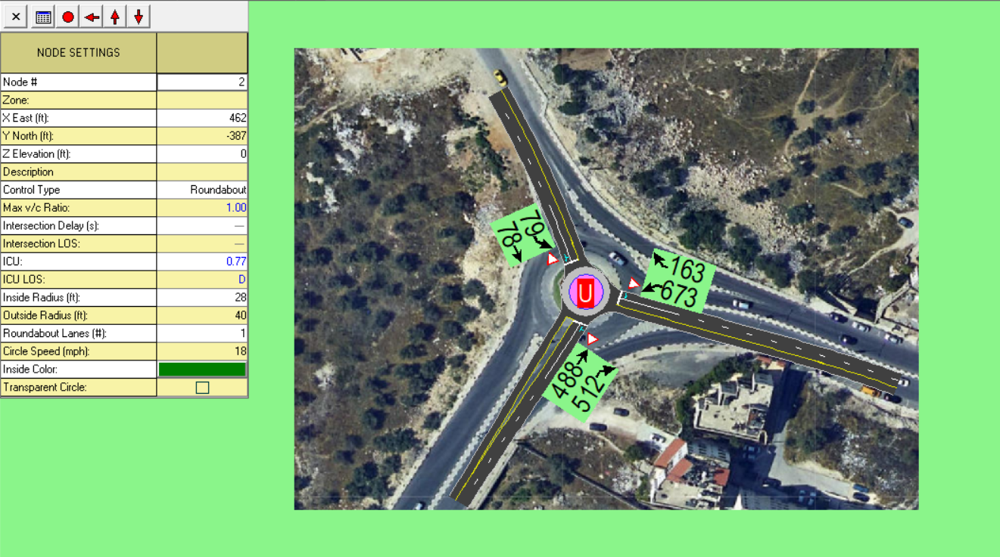 NODE SETTINGS
Node # 2
Zone:
X East (ft): 462
Y North (ft): -387
Z Elevation (ft): 0
Description
Control Type Roundabout
Max v/c Ratio: 1.00
Intersection Delay (s): —
Intersection LOS: —
ICU: 0.77
ICU LOS: D
Inside Radius (ft): 28
Outside Radius (ft): 40
Roundabout Lanes (#): 1
Circle Speed (mph): 18
Inside Color:
Transparent Circle:
79
78
163
673
U
488
512